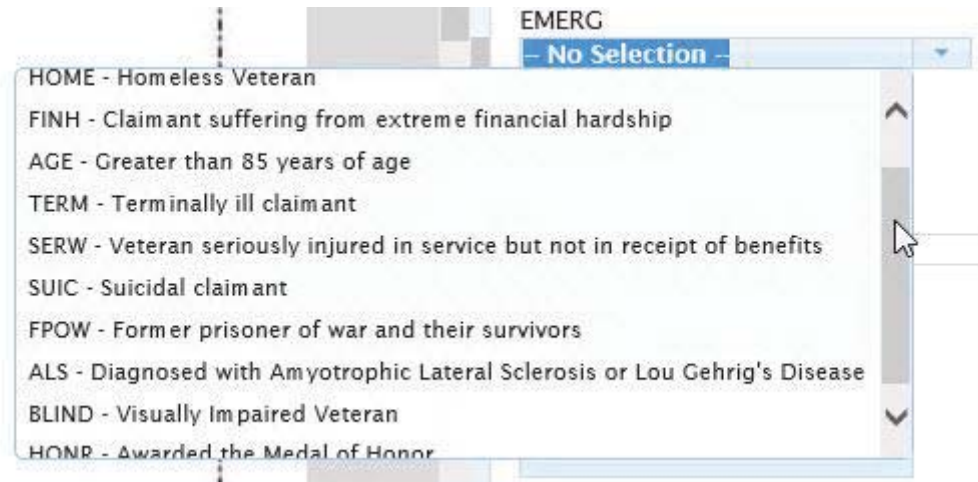 EMERG
-- No Selection --
HOME - Homeless Veteran
FINH - Claimant suffering from extreme financial hardship
AGE - Greater than 85 years of age
TERM - Terminally ill claimant
SERW - Veteran seriously injured in service but not in receipt of benefits
SUIC - Suicidal claimant
FPOW - Former prisoner of war and their survivors
ALS - Diagnosed with Amyotrophic Lateral Sclerosis or Lou Gehrig's Disease
BLIND - Visually Impaired Veteran
HONR - Awarded the Medal of Honor